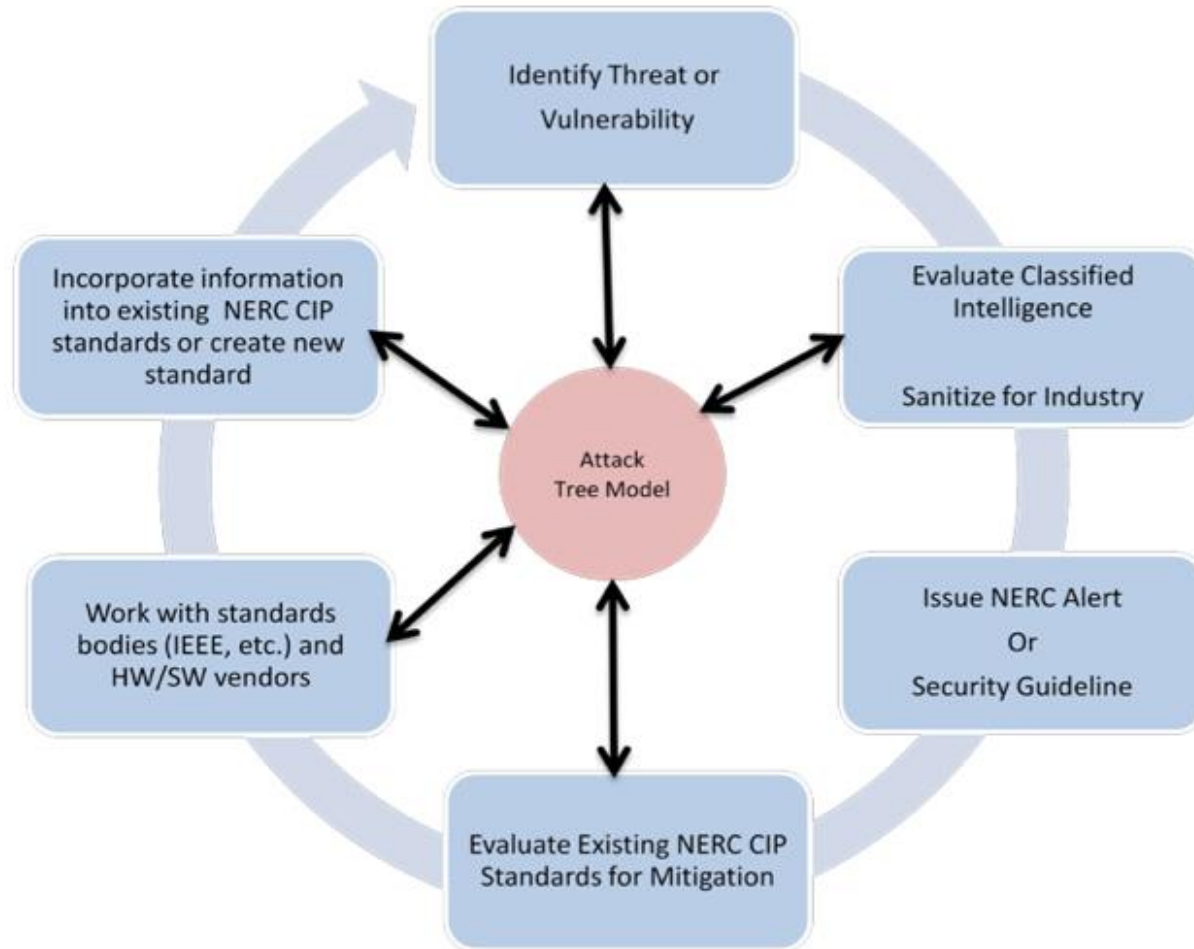 Identify Threat or
Vulnerability
Evaluate Classified
Intelligence
Sanitize for Industry
Issue NERC Alert
Or
Security Guideline
Evaluate Existing NERC CIP
Standards for Mitigation
Work with standards
bodies (IEEE, etc.) and
HW/SW vendors
Incorporate information
into existing NERC CIP
standards or create new
standard
Attack
Tree Model